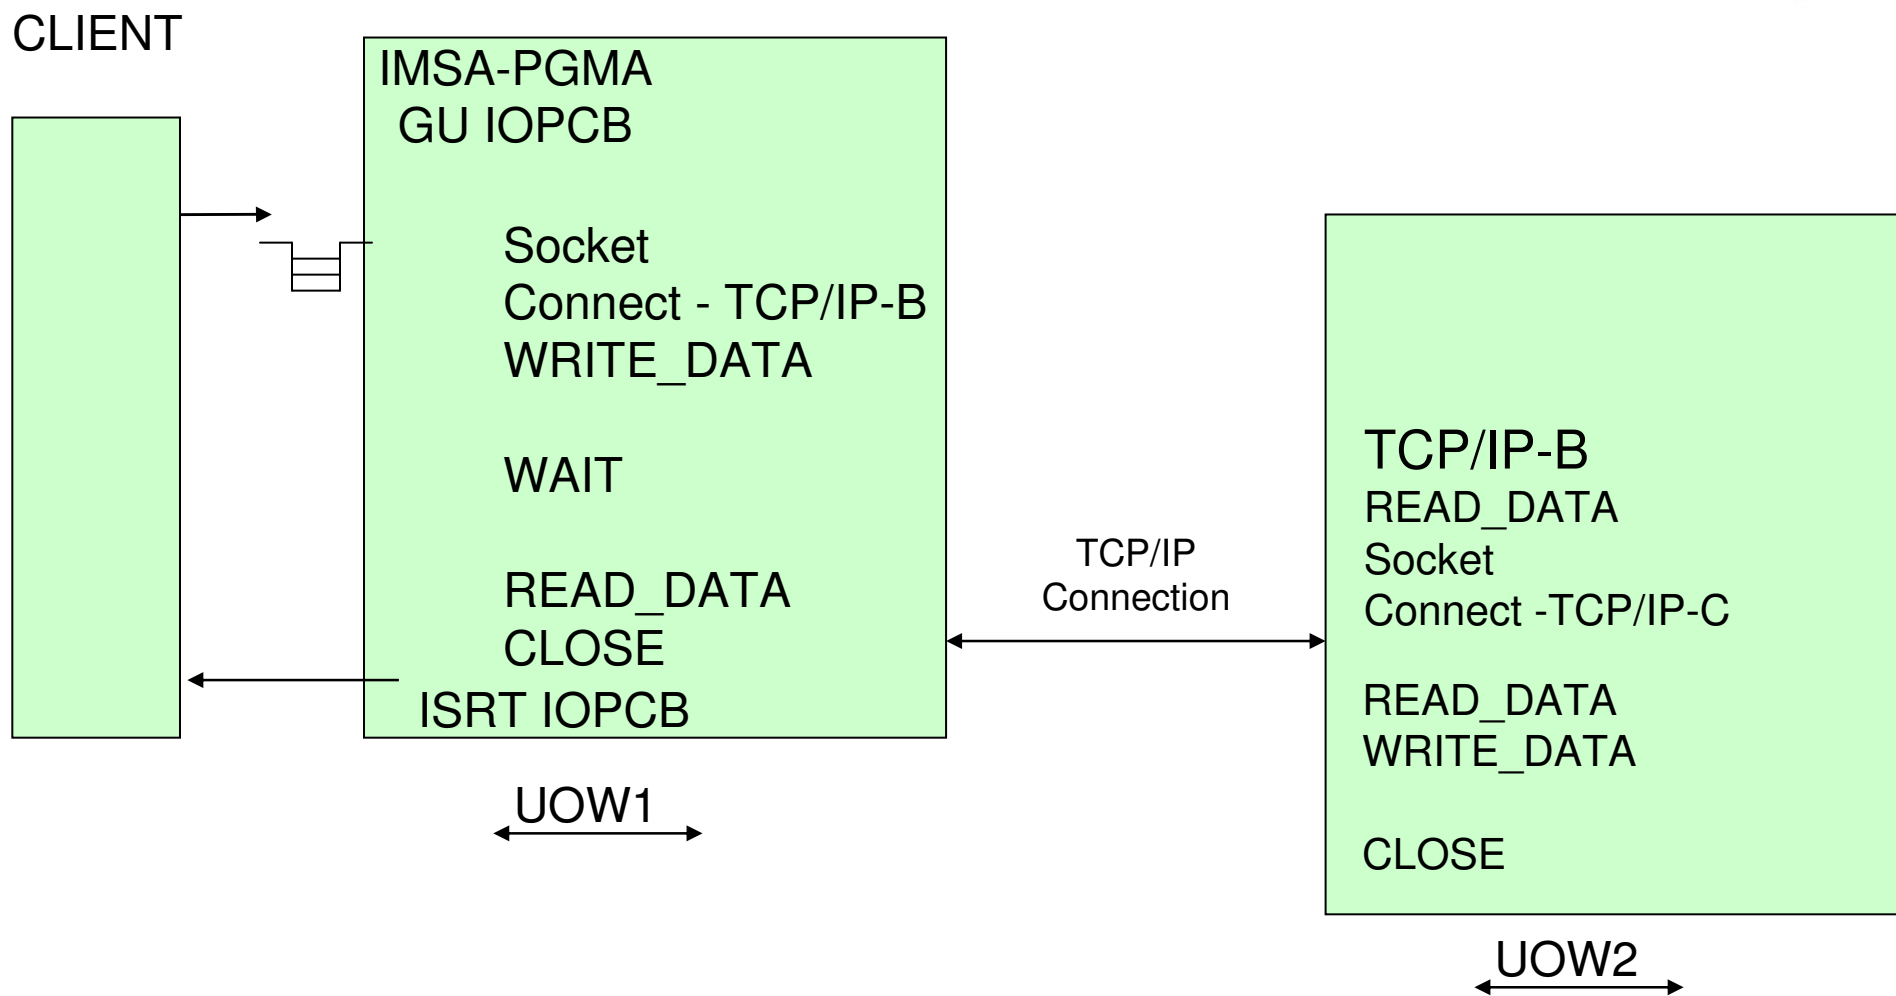 CLIENT
IMSA-PGMA
GU IOPCB
Socket
Connect - TCP/IP-B
WRITE_DATA
WAIT
READ_DATA
CLOSE
ISRT IOPCB
UOW1
TCP/IP
Connection
TCP/IP-B
READ_DATA
Socket
Connect -TCP/IP-C
READ_DATA
WRITE_DATA
CLOSE
UOW2